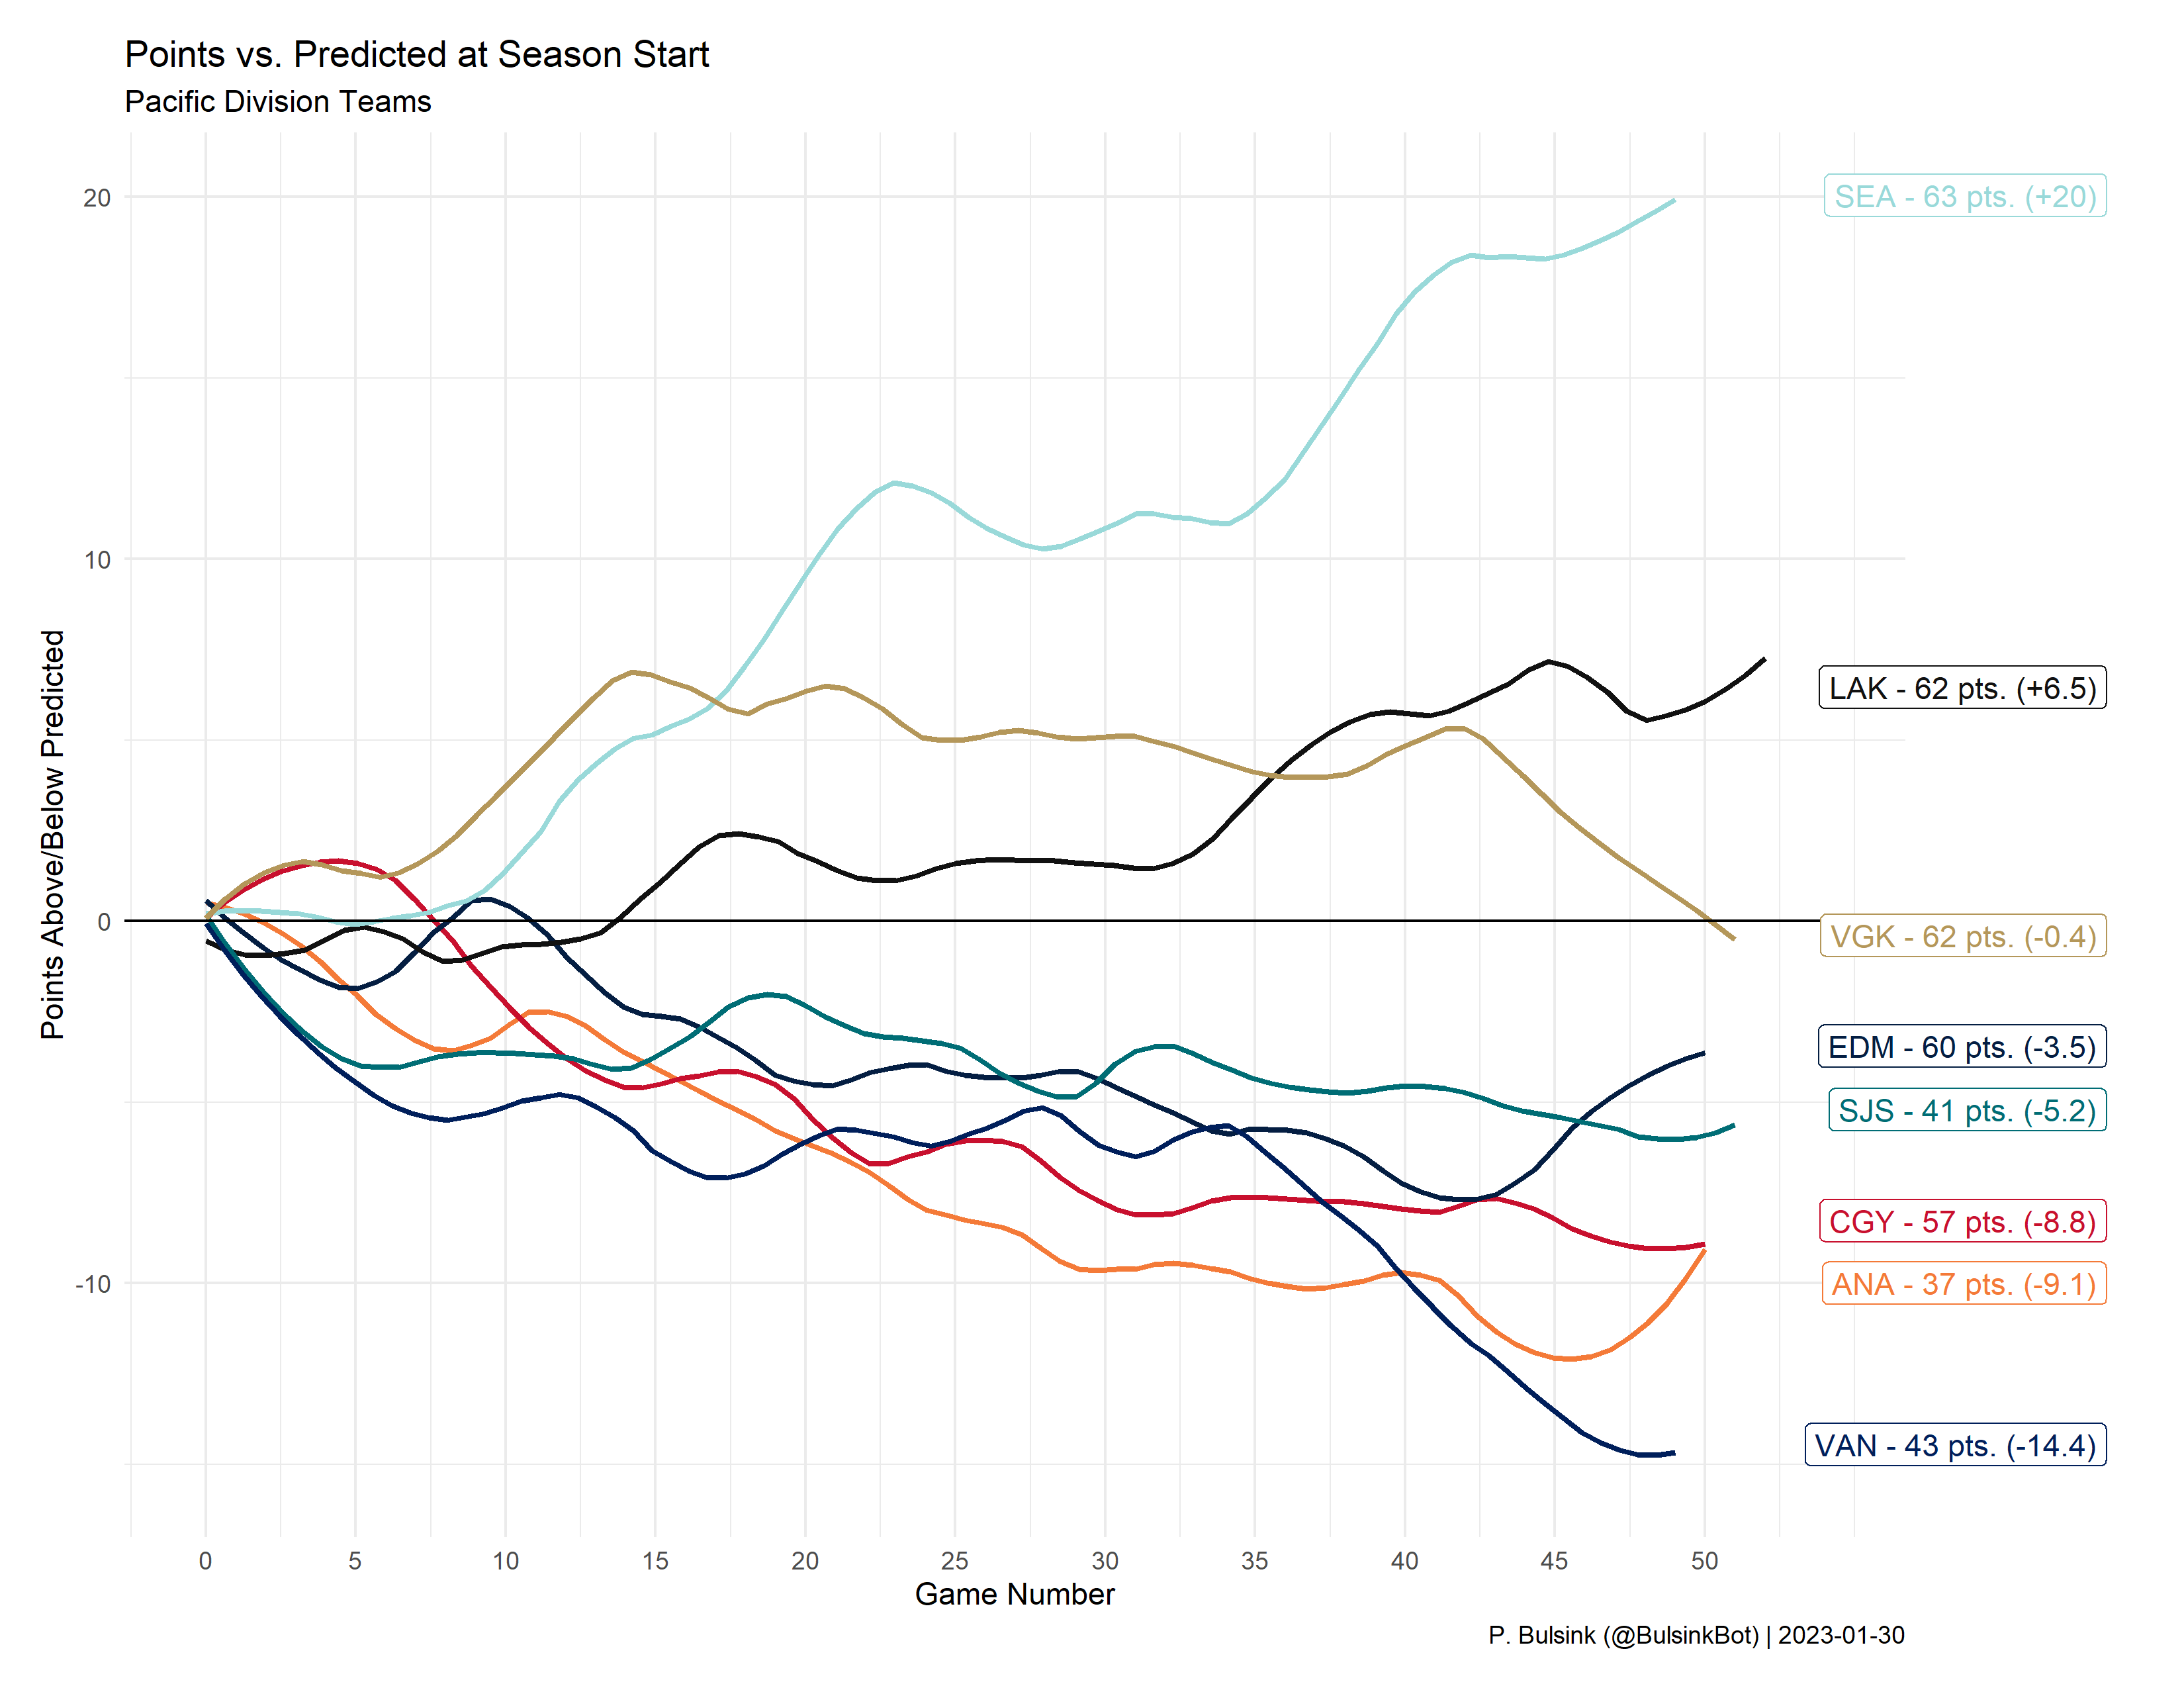 Points vs. Predicted at Season Start
Pacific Division Teams
Points Above/Below Predicted
20
10
0
-10
SEA - 63 pts. (+20)
LAK - 62 pts. (+6.5)
VGK - 62 pts. (-0.4)
EDM - 60 pts. (-3.5)
SJS - 41 pts. (-5.2)
CGY - 57 pts. (-8.8)
ANA - 37 pts. (-9.1)
VAN - 43 pts. (-14.4)
0 5 10 15 20 25 30 35 40 45 50
Game Number
P. Bulsink (@BulsinkBot) | 2023-01-30